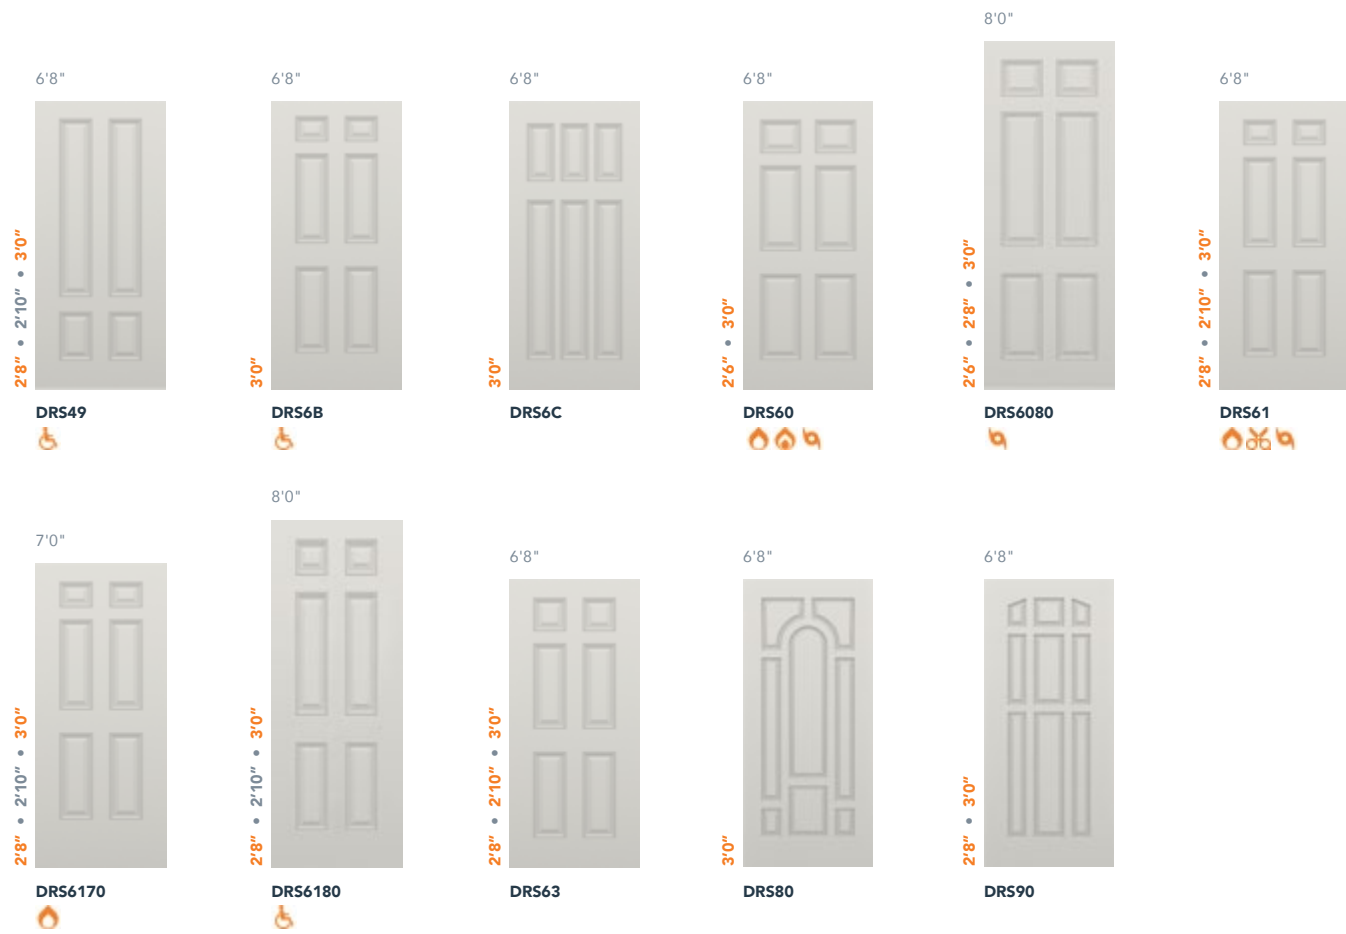 8'0"
6'8"
6'8"
6'8"
6'8"
6'8"
2'8" • 2'10" • 3'0"
3'0"
3'0"
2'6" • 3'0"
2'6" • 2'8" • 3'0"
2'8" • 2'10" • 3'0"
DRS49
DRS6B
DRS6C
DRS60
DRS6080
DRS61
8'0"
7'0"
6'8"
6'8"
6'8"
2'8" • 2'10" • 3'0"
2'8" • 2'10" • 3'0"
2'8" • 2'10" • 3'0"
3'0"
2'8" • 3'0"
DRS6170
DRS6180
DRS63
DRS80
DRS90